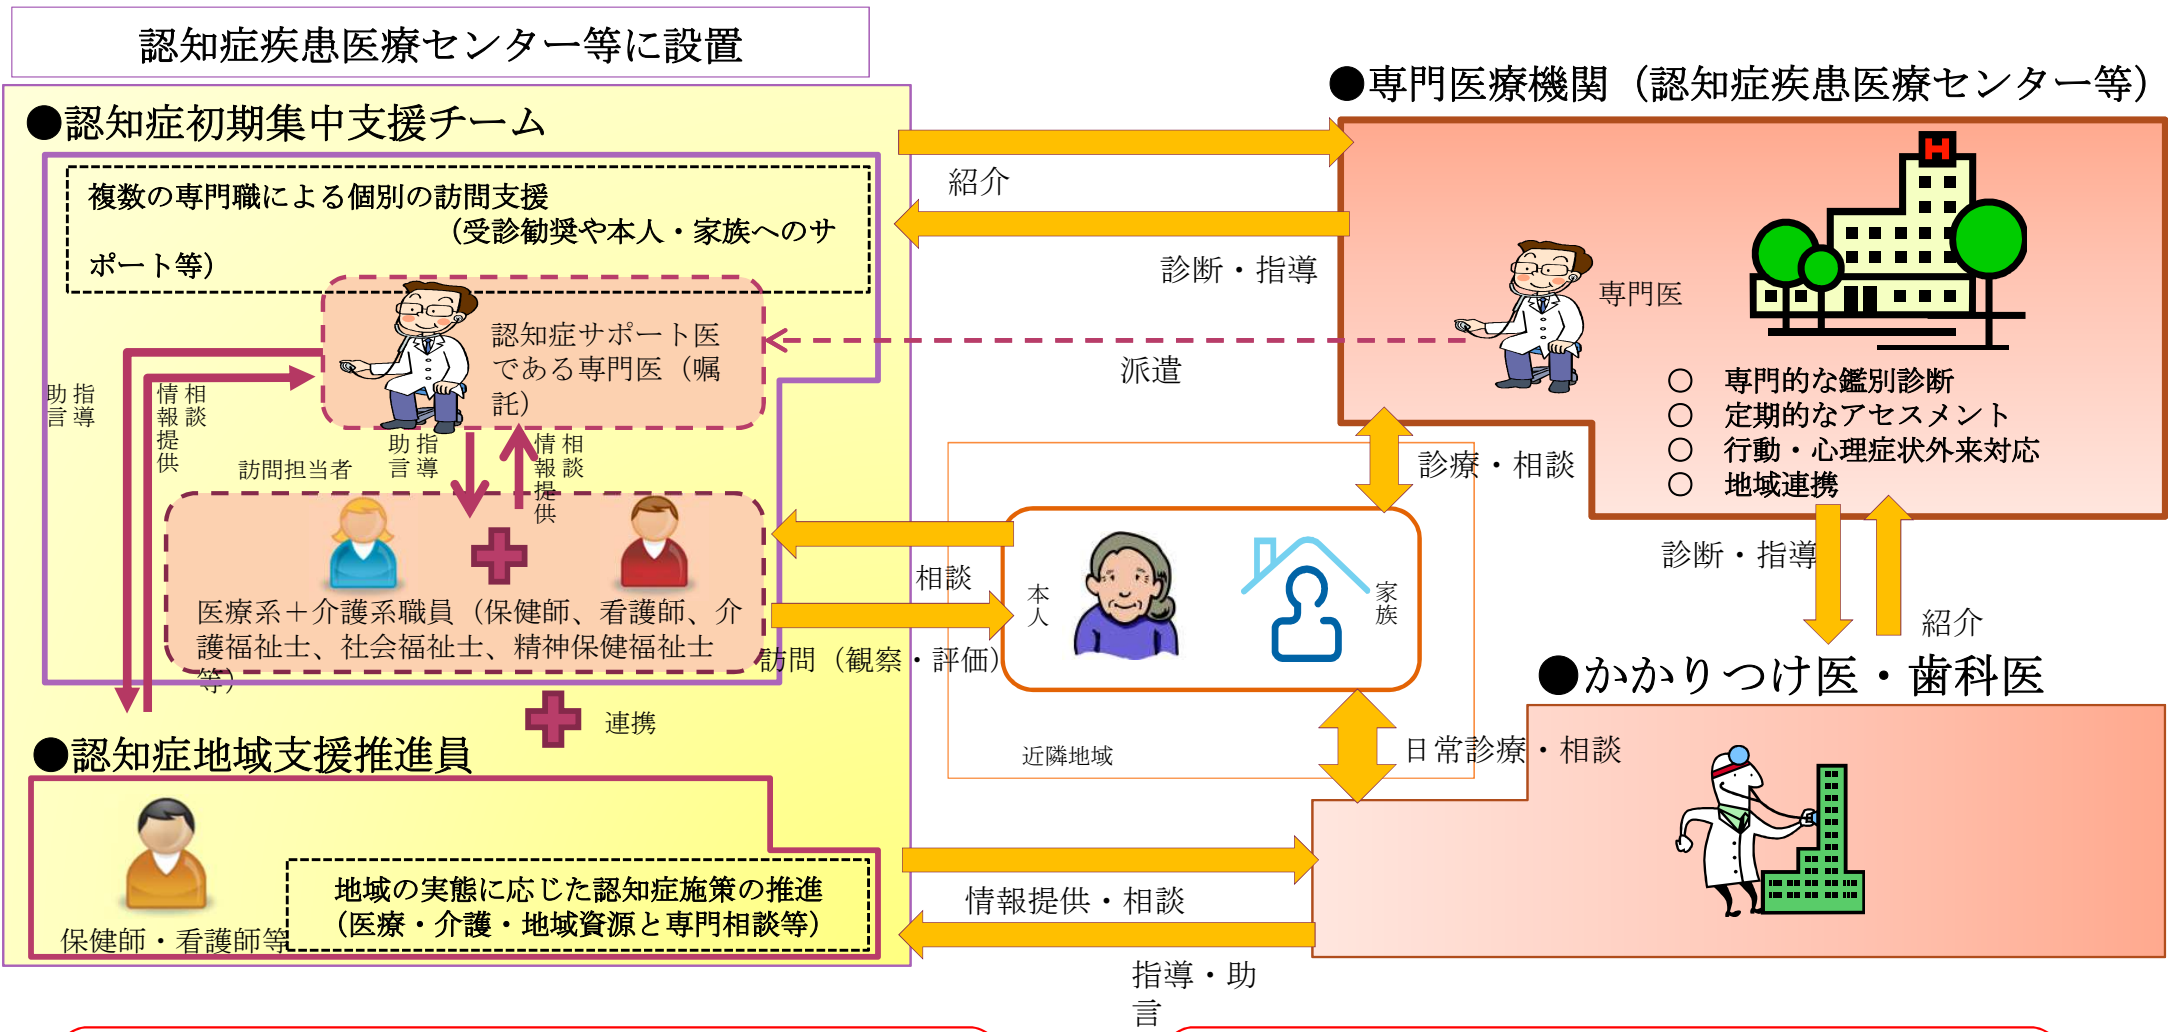 認知症疾患医療センター等に設置
●認知症初期集中支援チーム
複数の専門職による個別の訪問支援
（受診勧奨や本人・家族へのサ
ポート等）
認知症サポート医
である専門医（嘱
託）
指導
助言
相談
情報提供
指導
助言
相談
情報提供
訪問担当者
医療系＋介護系職員（保健師、看護師、介
護福祉士、社会福祉士、精神保健福祉士
等）
連携
●認知症地域支援推進員
保健師・看護師等
地域の実態に応じた認知症施策の推進
（医療・介護・地域資源と専門相談等）
紹介
診断・指導
派遣
相談
訪問（観察・評価）
本人
家族
近隣地域
診療・相談
日常診療・相談
情報提供・相談
指導・助
言
●専門医療機関（認知症疾患医療センター等）
H
専門医
○　専門的な鑑別診断
○　定期的なアセスメント
○　行動・心理症状外来対応
○　地域連携
診断・指導
紹介
●かかりつけ医・歯科医